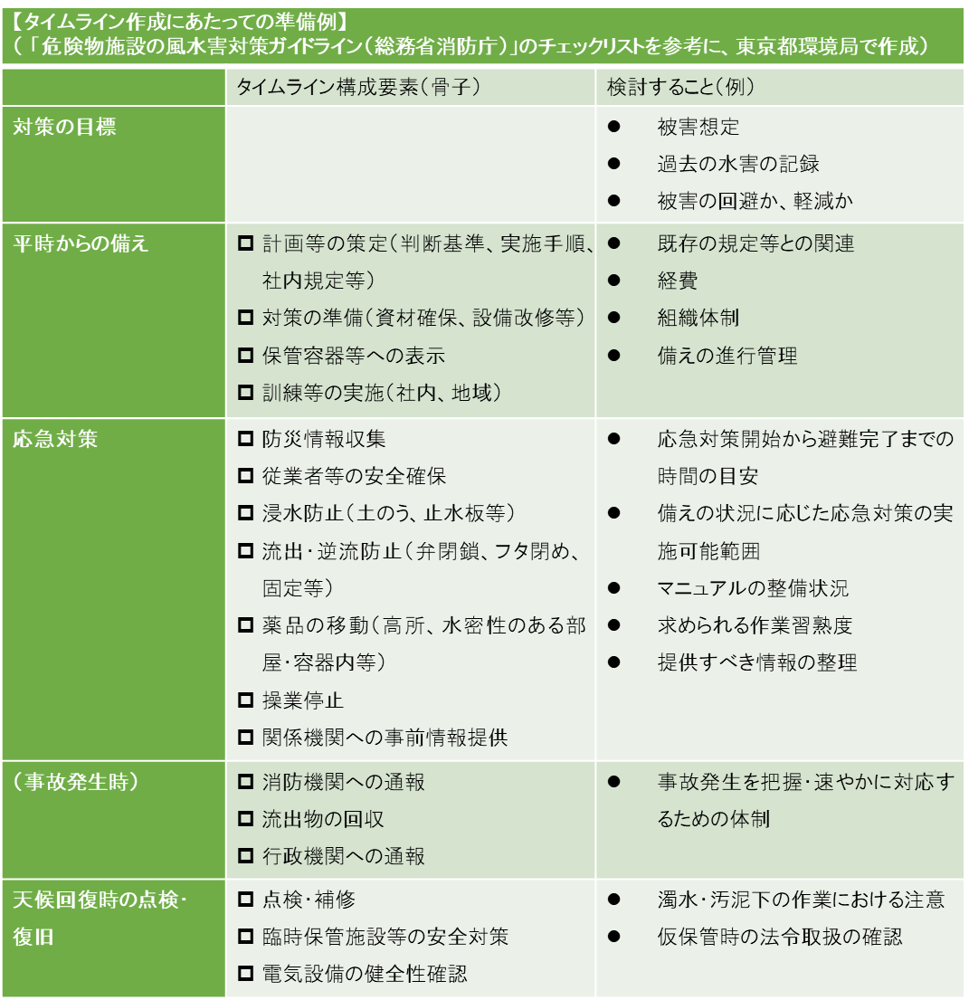 【タイムライン作成にあたっての準備例】
(「危険物施設の風水害対策ガイドライン(総務省消防庁)」のチェックリストを参考に、東京都環境局で作成)
タイムライン構成要素(骨子)
検討すること(例)
対策の目標
● 被害想定
● 過去の水害の記録
● 被害の回避か、軽減か
平時からの備え
計画等の策定(判断基準、実施手順、
社内規定等)
対策の準備(資材確保、設備改修等)
保管容器等への表示
訓練等の実施(社内、地域)
● 既存の規定等との関連
● 経費
● 組織体制
● 備えの進行管理
応急対策
防災情報収集
従業者等の安全確保
浸水防止(土のう、止水板等)
流出・逆流防止(弁閉鎖、フタ閉め、
固定等)
薬品の移動(高所、水密性のある部
屋・容器内等)
操業停止
関係機関への事前情報提供
● 応急対策開始から避難完了までの
時間の目安
● 備えの状況に応じた応急対策の実
施可能範囲
● マニュアルの整備状況
● 求められる作業習熟度
● 提供すべき情報の整理
(事故発生時)
消防機関への通報
流出物の回収
行政機関への通報
● 事故発生を把握・速やかに対応す
るための体制
天候回復時の点検・
復旧
点検・補修
臨時保管施設等の安全対策
電気設備の健全性確認
● 濁水・汚泥下の作業における注意
● 仮保管時の法令取扱の確認